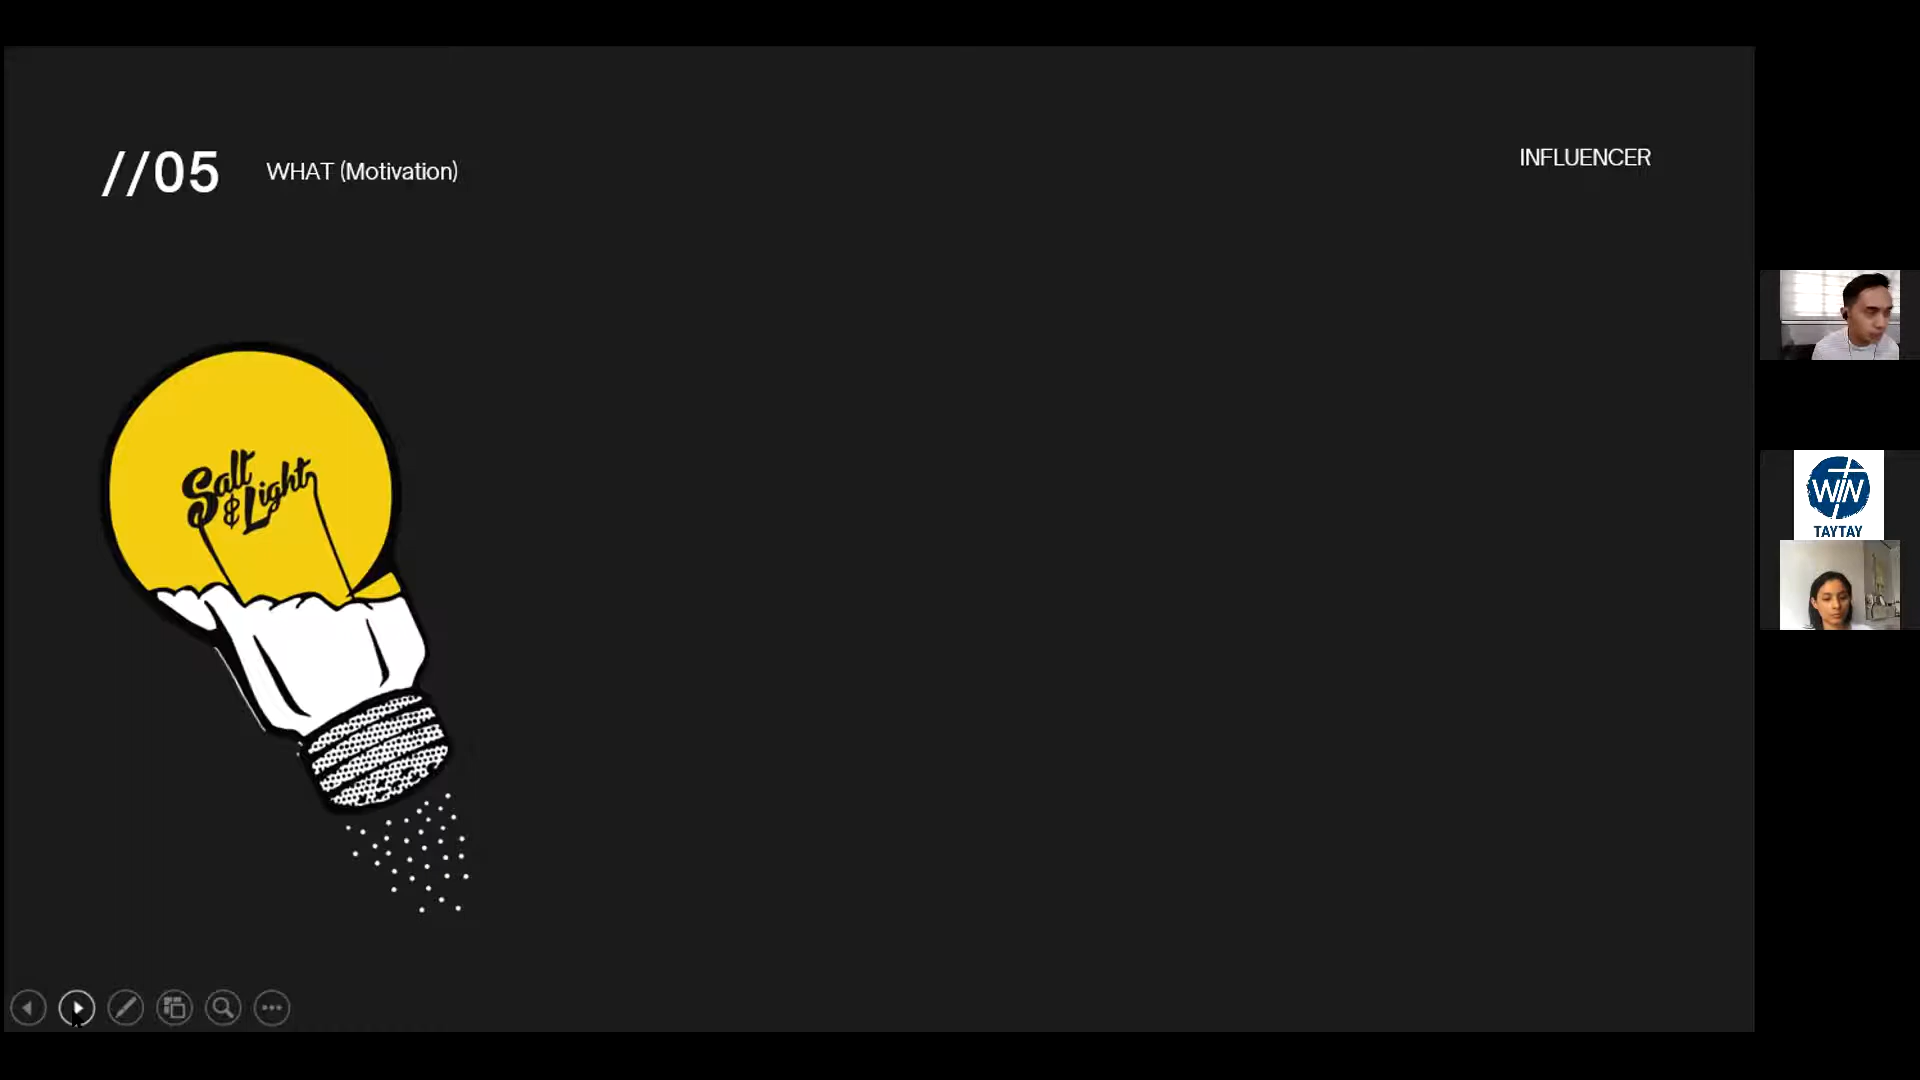 //05
WHAT (Motivation)
INFLUENCER
Salt
& Light
WIN
TAYTAY